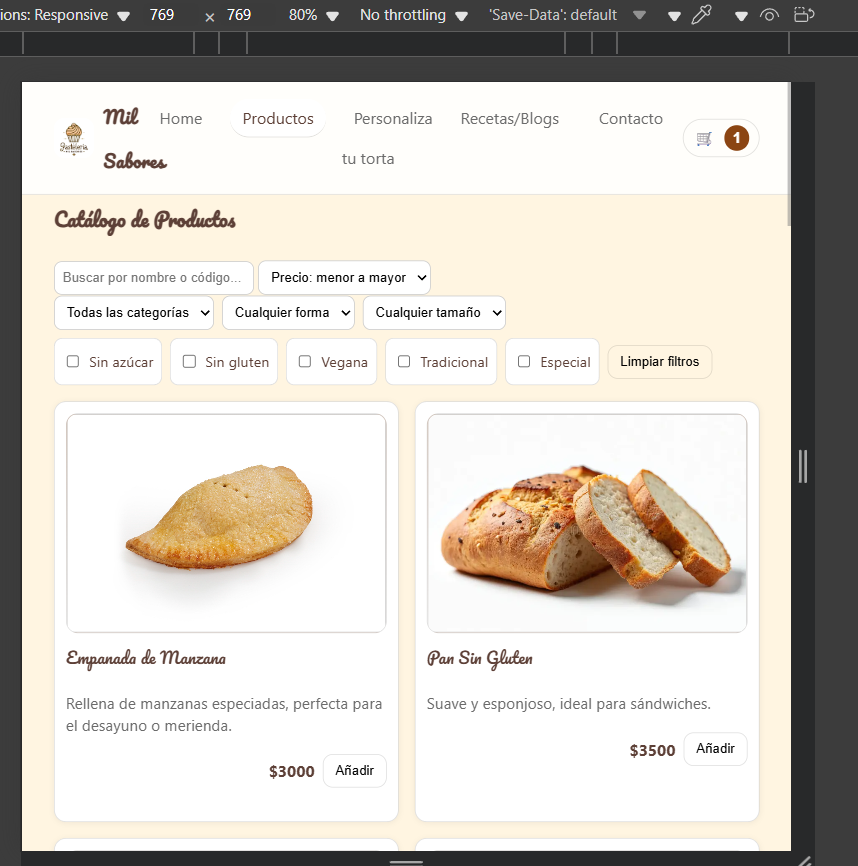 ions: Responsive 769 × 769 80% No throttling 'Save-Data': default
Mil Sabores
Home Productos Personaliza tu torta Recetas/Blogs Contacto 1
Catálogo de Productos
Buscar por nombre o código... Precio: menor a mayor
Todas las categorías Cualquier forma Cualquier tamaño
Sin azúcar Sin gluten Vegana Tradicional Especial Limpiar filtros
Empanada de Manzana
Rellena de manzanas especiadas, perfecta para
el desayuno o merienda.
$3000 Añadir
Pan Sin Gluten
Suave y esponjoso, ideal para sándwiches.
$3500 Añadir